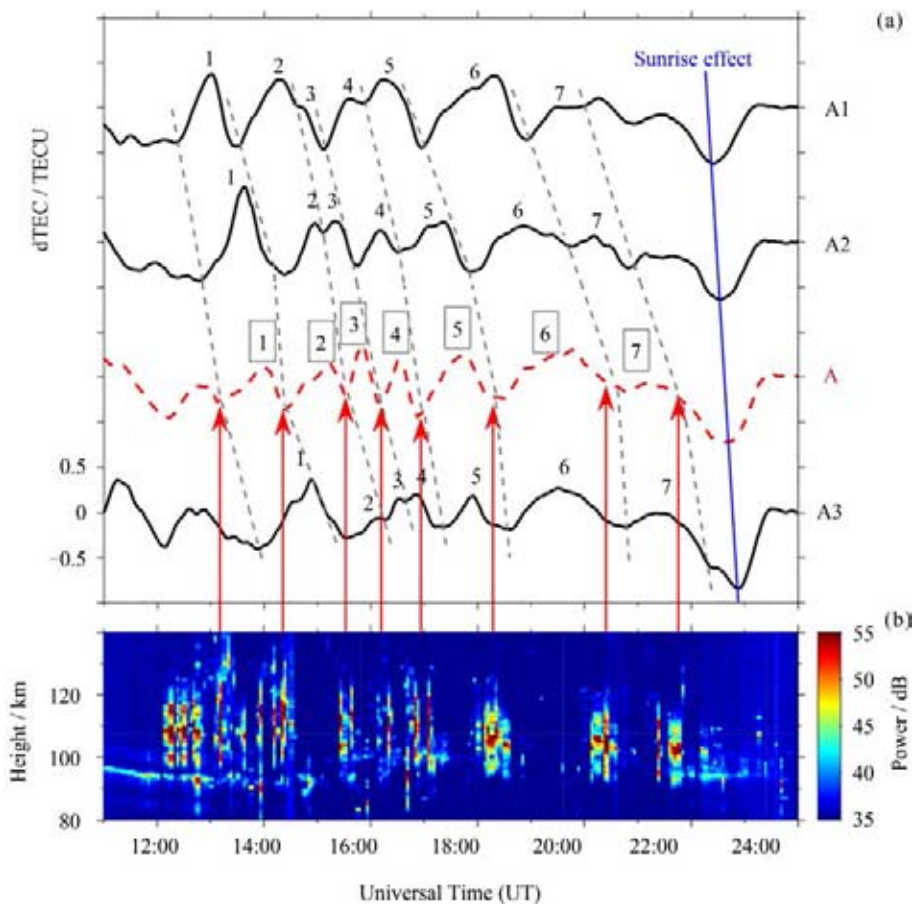 (a)
Sunrise effect
dTEC / TECU
1 2 3 4 5 6 7 A1
1 2 3 4 5 6 7 A2
1 2 3 4 5 6 7 A
0.5
0
−0.5
1 2 3 4 5 6 7 A3
(b)
Height / km
120
100
80
55
50
45
40
35
Power / dB
12:00 14:00 16:00 18:00 20:00 22:00 24:00
Universal Time (UT)